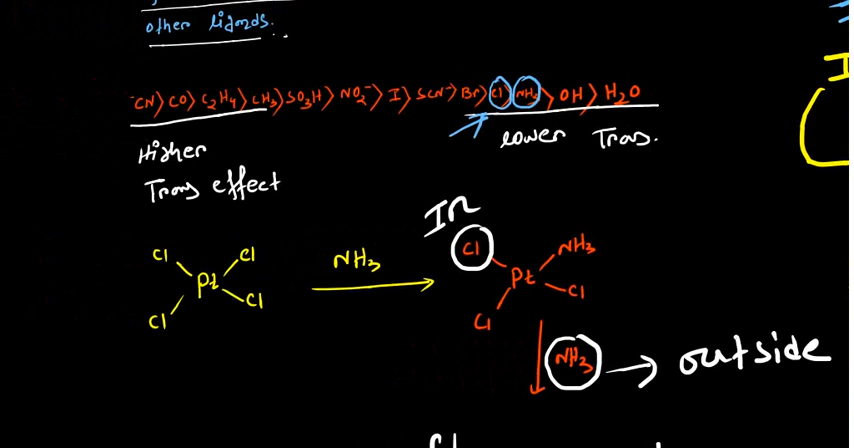 other ligands.
-CN> CO> C2H4> CH3> SO3H> NO2-> I> SCN-> Br> Cl> NH3> OH> H2O
Higher
Trans effect
lower Trans.
In
Cl Cl
Pt
Cl Cl
NH3
Cl NH3
Pt
Cl Cl
NH3 → outside